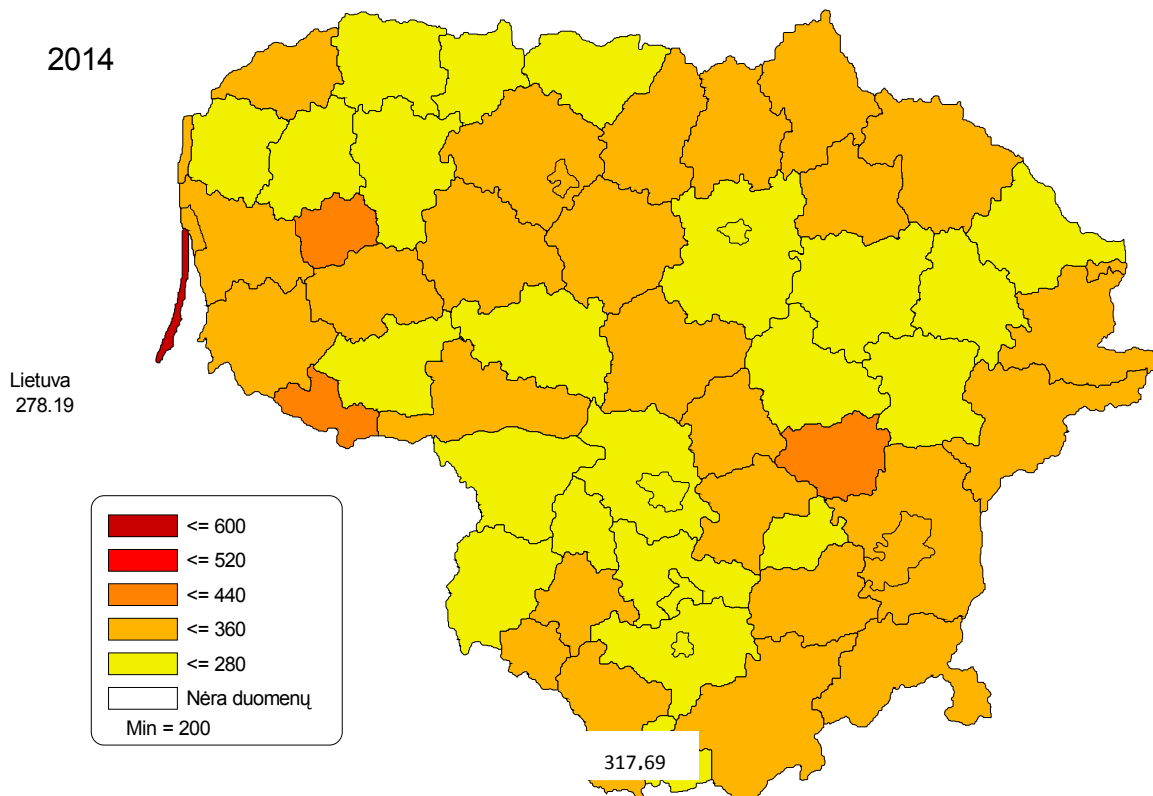 2014
Lietuva
278.19
<= 600
<= 520
<= 440
<= 360
<= 280
Nėra duomenų
Min = 200
317,69